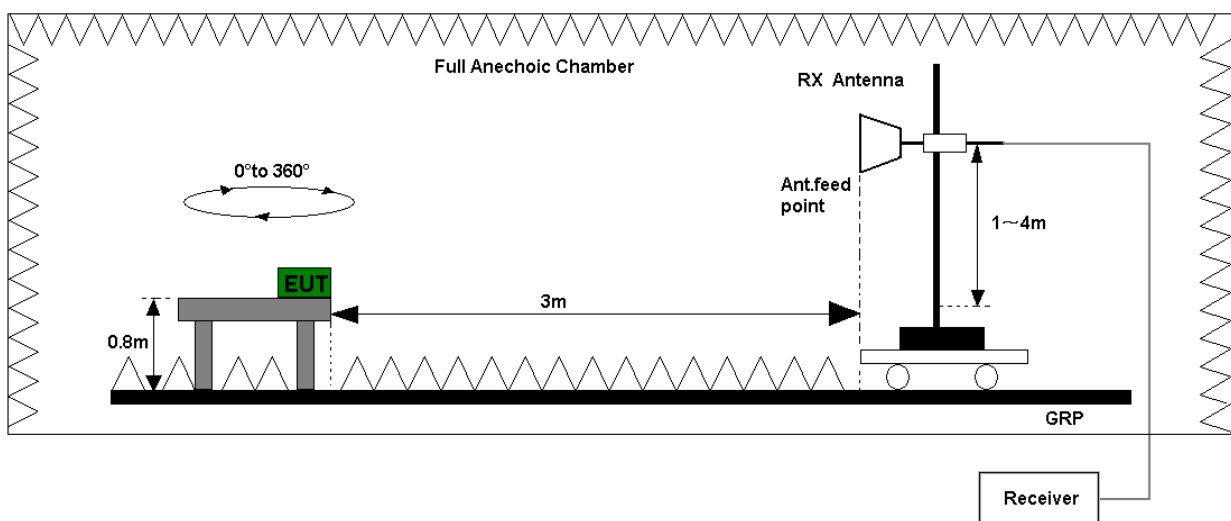 Full Anechoic Chamber
RX Antenna
0°to 360°
Ant.feed
point
1～4m
EUT
3m
0.8m
GRP
Receiver